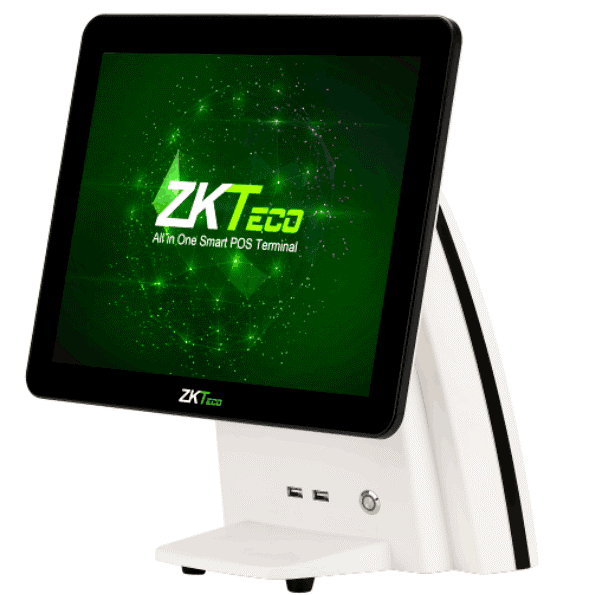 ZKTECO
All in One Smart POS Terminal
ZKTECO